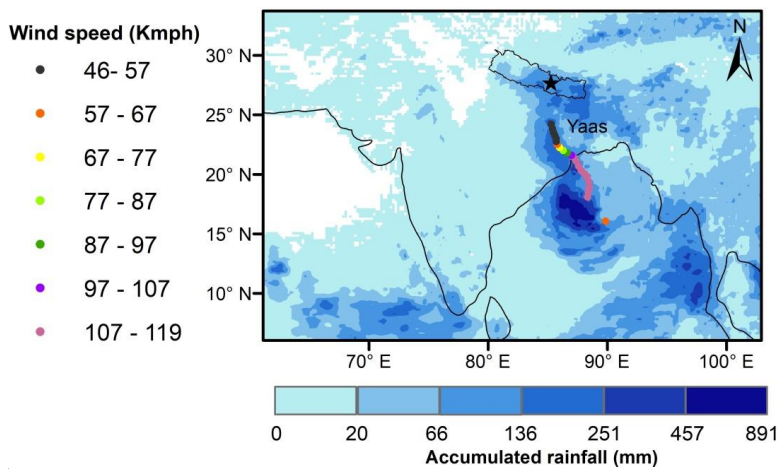 Wind speed (Kmph)
46- 57
57 - 67
67 - 77
77 - 87
87 - 97
97 - 107
107 - 119
30° N
25° N
20° N
15° N
10° N
N
Yaas
70° E
80° E
90° E
100° E
0 20 66 136 251 457 891
Accumulated rainfall (mm)